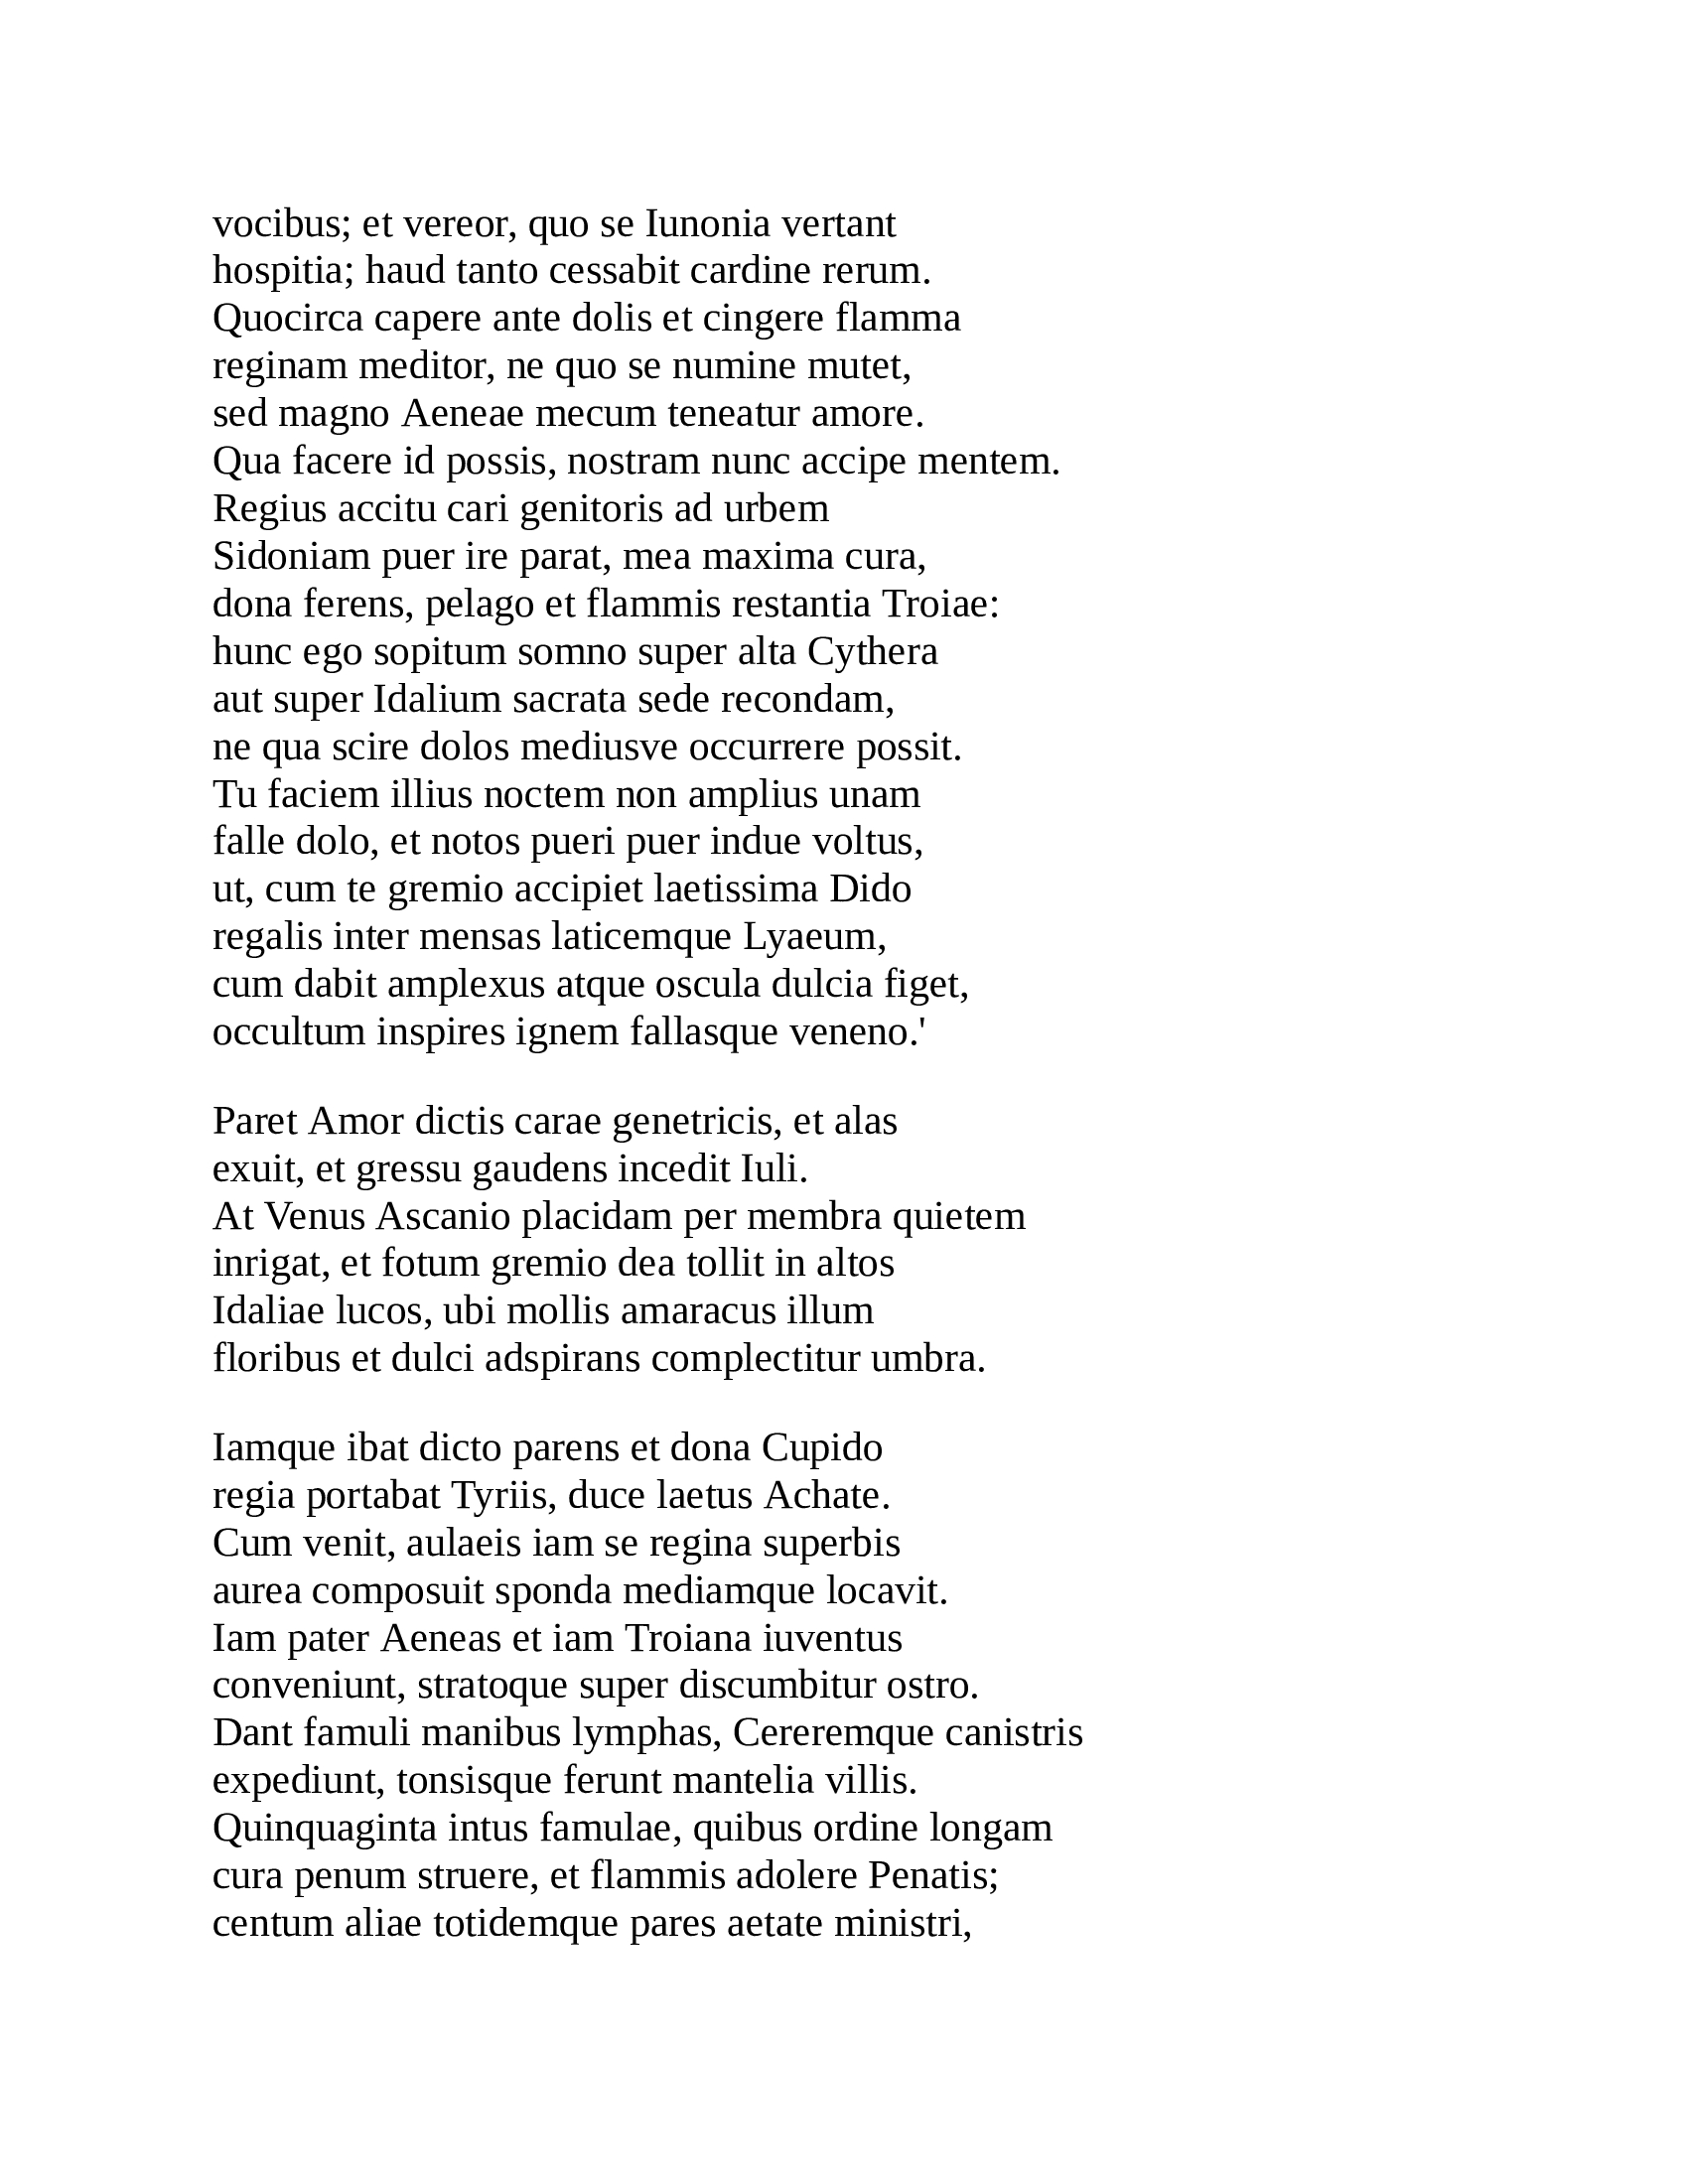 vocibus; et vereor, quo se Iunonia vertant
hospitia; haud tanto cessabit cardine rerum.
Quocirca capere ante dolis et cingere flamma
reginam meditor, ne quo se numine mutet,
sed magno Aeneae mecum teneatur amore.
Qua facere id possis, nostram nunc accipe mentem.
Regius accitu cari genitoris ad urbem
Sidoniam puer ire parat, mea maxima cura,
dona ferens, pelago et flammis restantia Troiae:
hunc ego sopitum somno super alta Cythera
aut super Idalium sacrata sede recondam,
ne qua scire dolos mediusve occurrere possit.
Tu faciem illius noctem non amplius unam
falle dolo, et notos pueri puer indue voltus,
ut, cum te gremio accipiet laetissima Dido
regalis inter mensas laticemque Lyaeum,
cum dabit amplexus atque oscula dulcia figet,
occultum inspires ignem fallasque veneno.'

Paret Amor dictis carae genetricis, et alas
exuit, et gressu gaudens incedit Iuli.
At Venus Ascanio placidam per membra quietem
inrigat, et fotum gremio dea tollit in altos
Idaliae lucos, ubi mollis amaracus illum
floribus et dulci adspirans complectitur umbra.

Iamque ibat dicto parens et dona Cupido
regia portabat Tyriis, duce laetus Achate.
Cum venit, aulaeis iam se regina superbis
aurea composuit sponda mediamque locavit.
Iam pater Aeneas et iam Troiana iuventus
conveniunt, stratoque super discumbitur ostro.
Dant famuli manibus lymphas, Cereremque canistris
expediunt, tonsisque ferunt mantelia villis.
Quinquaginta intus famulae, quibus ordine longam
cura penum struere, et flammis adolere Penatis;
centum aliae totidemque pares aetate ministri,